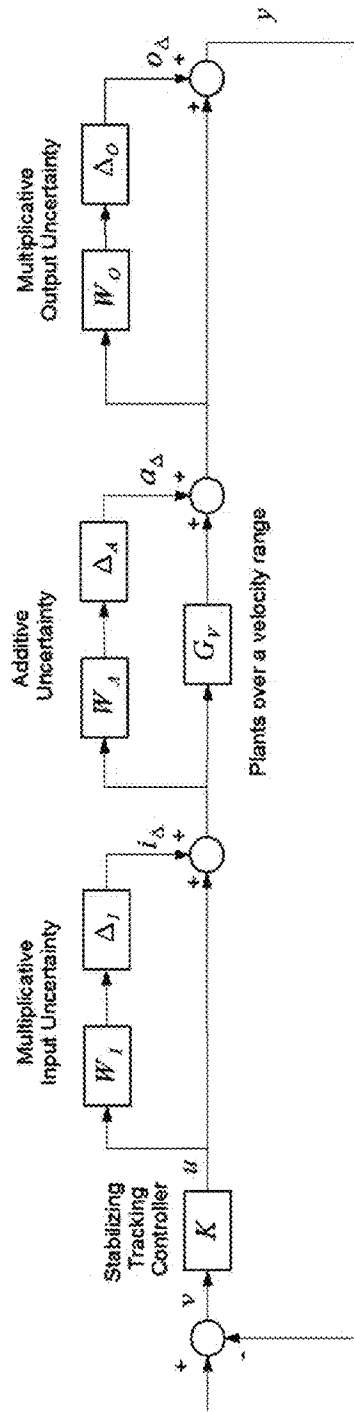 +
-
v
Stabilizing
Tracking
Controller
K
u
Multiplicative
Input Uncertainty
W_I
Δ_I
i_Δ
+
+
Additive
Uncertainty
W_A
Δ_A
a_Δ
+
+
G_V
Plants over a velocity range
Multiplicative
Output Uncertainty
W_O
Δ_O
o_Δ
+
+
y